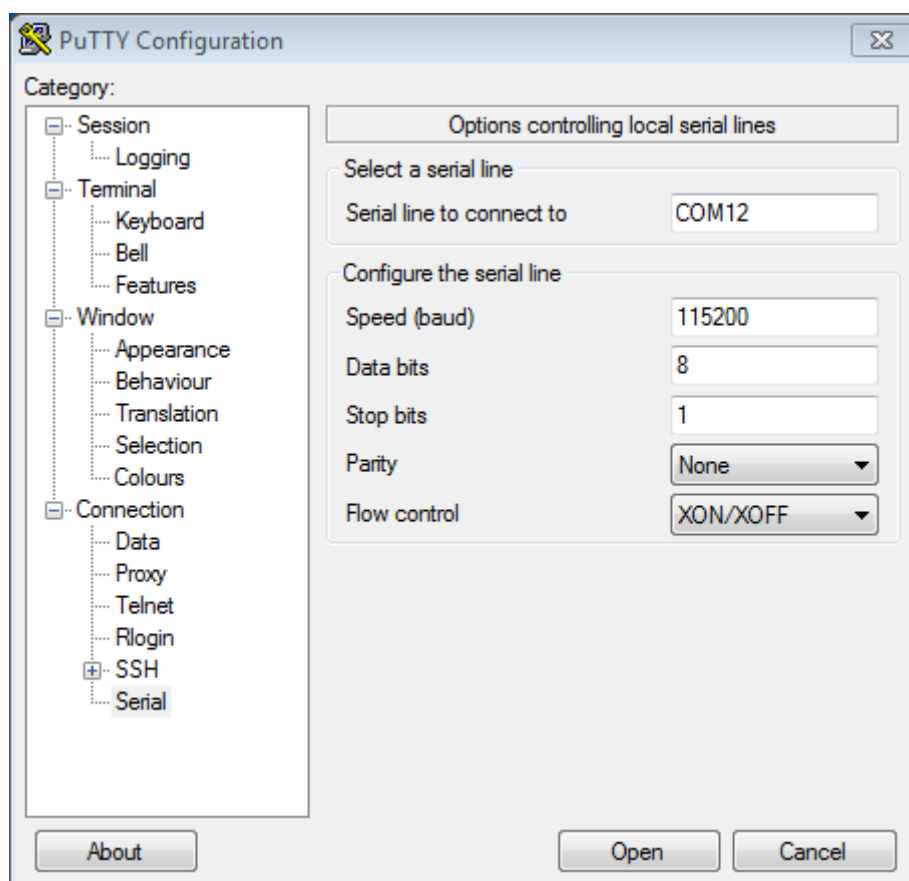 PuTTY Configuration
Category:
Session
Logging
Terminal
Keyboard
Bell
Features
Window
Appearance
Behaviour
Translation
Selection
Colours
Connection
Data
Proxy
Telnet
Rlogin
SSH
Serial
Options controlling local serial lines
Select a serial line
Serial line to connect to COM12
Configure the serial line
Speed (baud) 115200
Data bits 8
Stop bits 1
Parity None
Flow control XON/XOFF
About Open Cancel